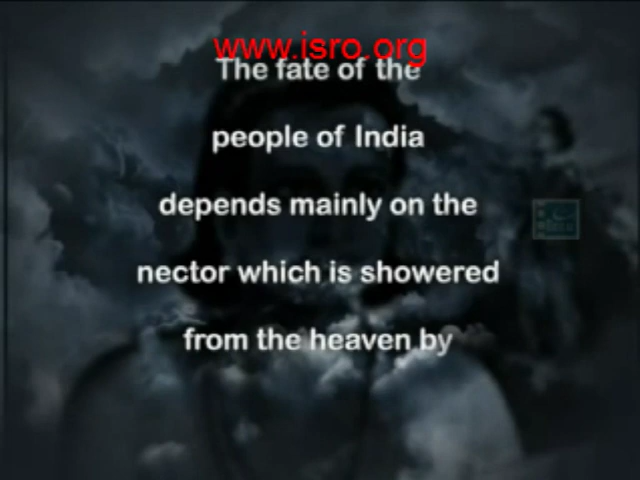 www.isro.org
The fate of the
people of India
depends mainly on the
nector which is showered
from the heaven by